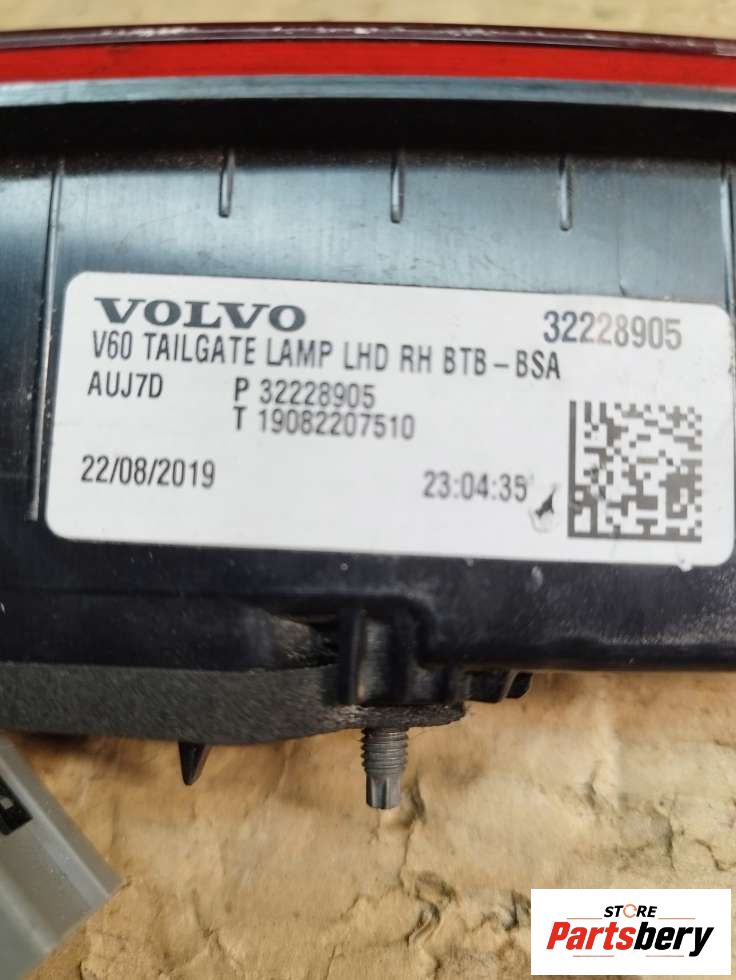 VOLVO 32228905
V60 TAILGATE LAMP LHD RH BTB-BSA
AUJ7D P 32228905
T 19082207510
22/08/2019 23:04:35
STORE
Partsbery